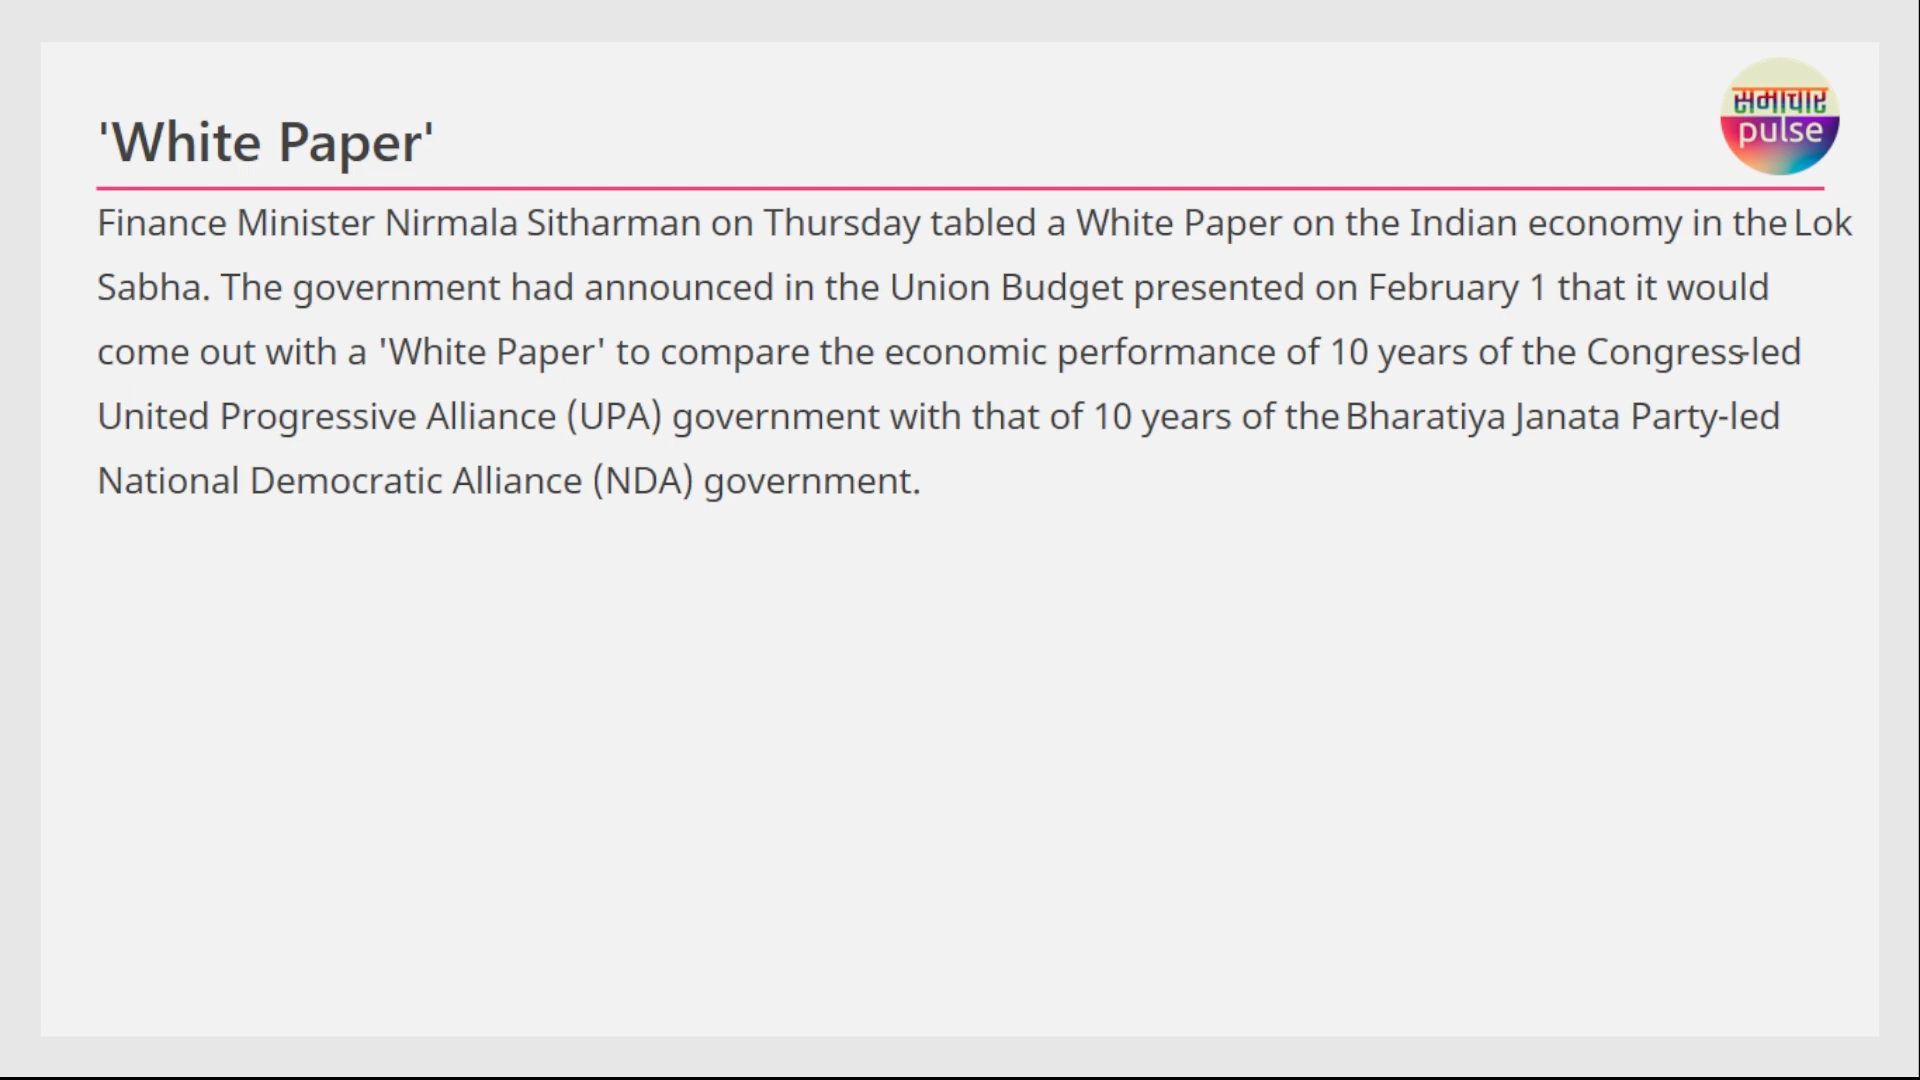 समाचार
pulse
'White Paper'
Finance Minister Nirmala Sitharman on Thursday tabled a White Paper on the Indian economy in the Lok
Sabha. The government had announced in the Union Budget presented on February 1 that it would
come out with a 'White Paper' to compare the economic performance of 10 years of the Congress-led
United Progressive Alliance (UPA) government with that of 10 years of the Bharatiya Janata Party-led
National Democratic Alliance (NDA) government.